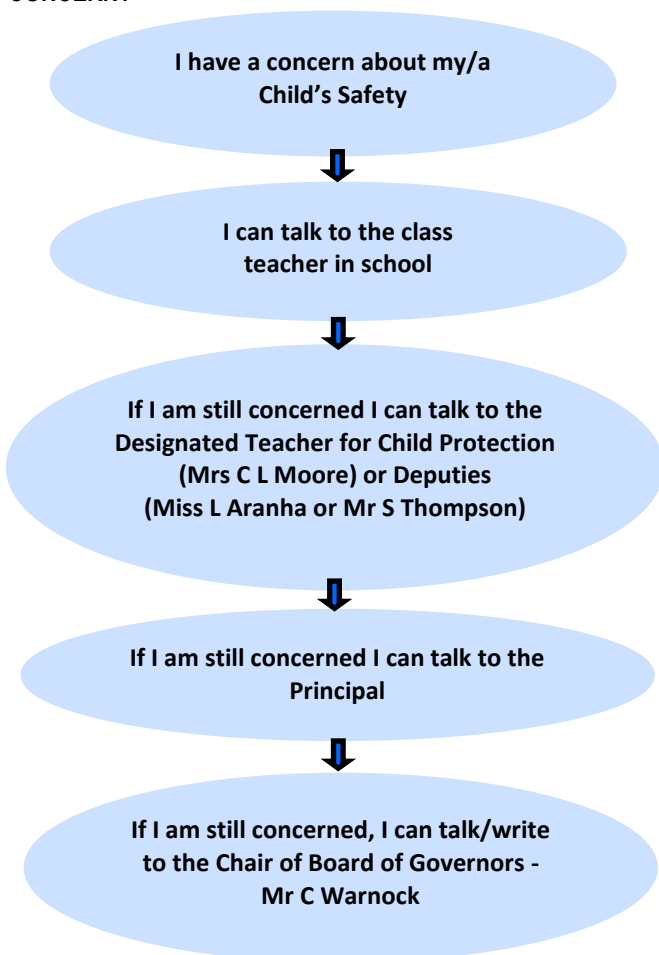 I have a concern about my/a
Child's Safety
I can talk to the class
teacher in school
If I am still concerned I can talk to the
Designated Teacher for Child Protection
(Mrs C L Moore) or Deputies
(Miss L Aranha or Mr S Thompson)
If I am still concerned I can talk to the
Principal
If I am still concerned, I can talk/write
to the Chair of Board of Governors -
Mr C Warnock